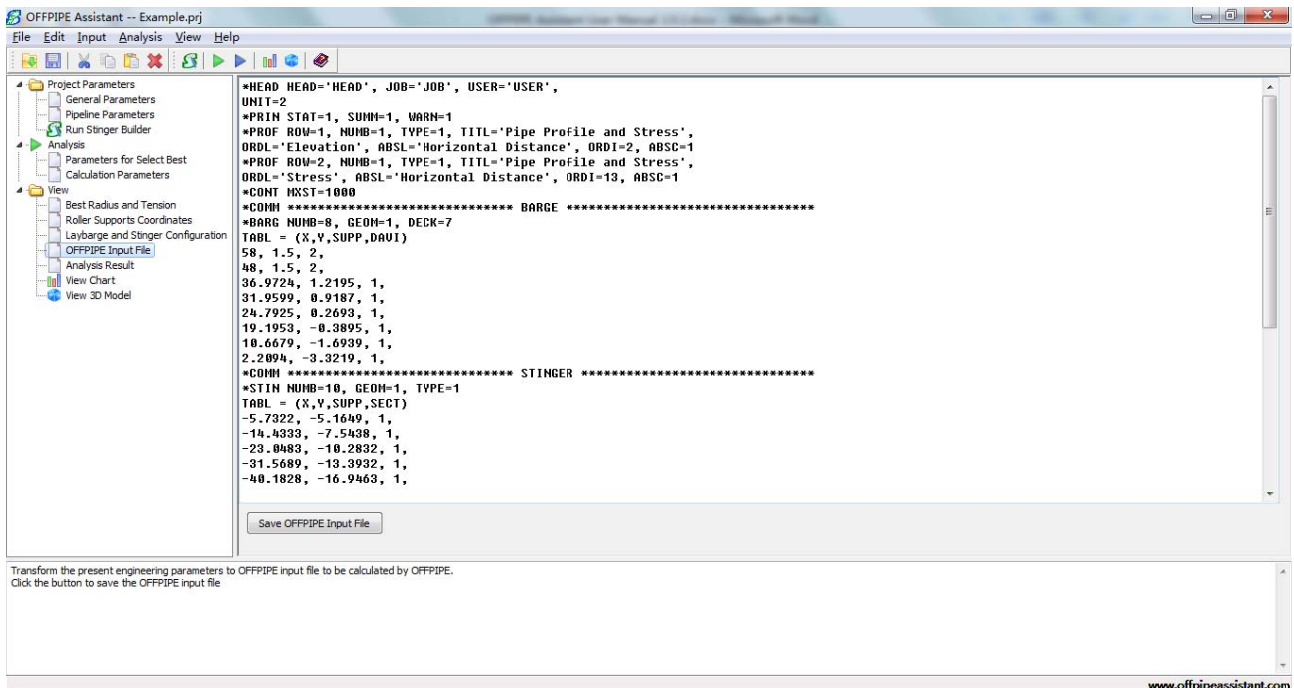 OFFPIPE Assistant -- Example.prj
File Edit Input Analysis View Help
Project Parameters
General Parameters
Pipeline Parameters
Run Stinger Builder
Analysis
Parameters for Select Best
Calculation Parameters
View
Best Radius and Tension
Roller Supports Coordinates
Laybarge and Stinger Configuration
OFFPIPE Input File
Analysis Result
View Chart
View 3D Model
*HEAD HEAD='HEAD', JOB='JOB', USER='USER',
UNIT=2
*PRIN STAT=1, SUMM=1, WARN=1
*PROF ROW=1, NUMB=1, TYPE=1, TITL='Pipe Profile and Stress',
ORDL='Elevation', ABSL='Horizontal Distance', ORDI=2, ABSC=1
*PROF ROW=2, NUMB=1, TYPE=1, TITL='Pipe Profile and Stress',
ORDL='Stress', ABSL='Horizontal Distance', ORDI=13, ABSC=1
*CONT MXST=1000
*COMM ****************************** BARGE *********************************
*BARG NUMB=8, GEOM=1, DECK=7
TABL = (X,Y,SUPP,DAVI)
58, 1.5, 2,
48, 1.5, 2,
36.9724, 1.2195, 1,
31.9599, 0.9187, 1,
24.7925, 0.2693, 1,
19.1953, -0.3895, 1,
10.6679, -1.6939, 1,
2.2094, -3.3219, 1,
*COMM ****************************** STINGER *******************************
*STIN NUMB=10, GEOM=1, TYPE=1
TABL = (X,Y,SUPP,SECT)
-5.7322, -5.1649, 1,
-14.4333, -7.5438, 1,
-23.0483, -10.2832, 1,
-31.5689, -13.3932, 1,
-40.1828, -16.9463, 1,
Save OFFPIPE Input File
Transform the present engineering parameters to OFFPIPE input file to be calculated by OFFPIPE.
Click the button to save the OFFPIPE input file
www.offpipeassistant.com